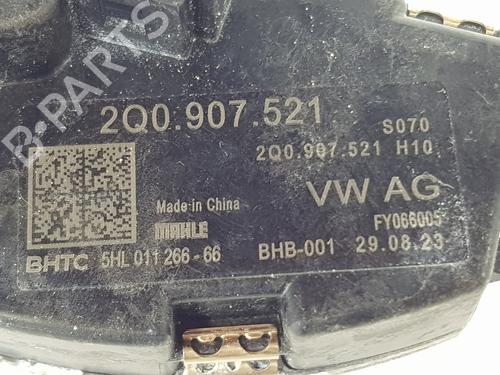 B-PARTS
2Q0.907.521
S070
2Q0.907.521 H10
Made in China
VW AG
MAHLE
FY066005
BHTC 5HL 011 266-66
BHB-001 29.08.23